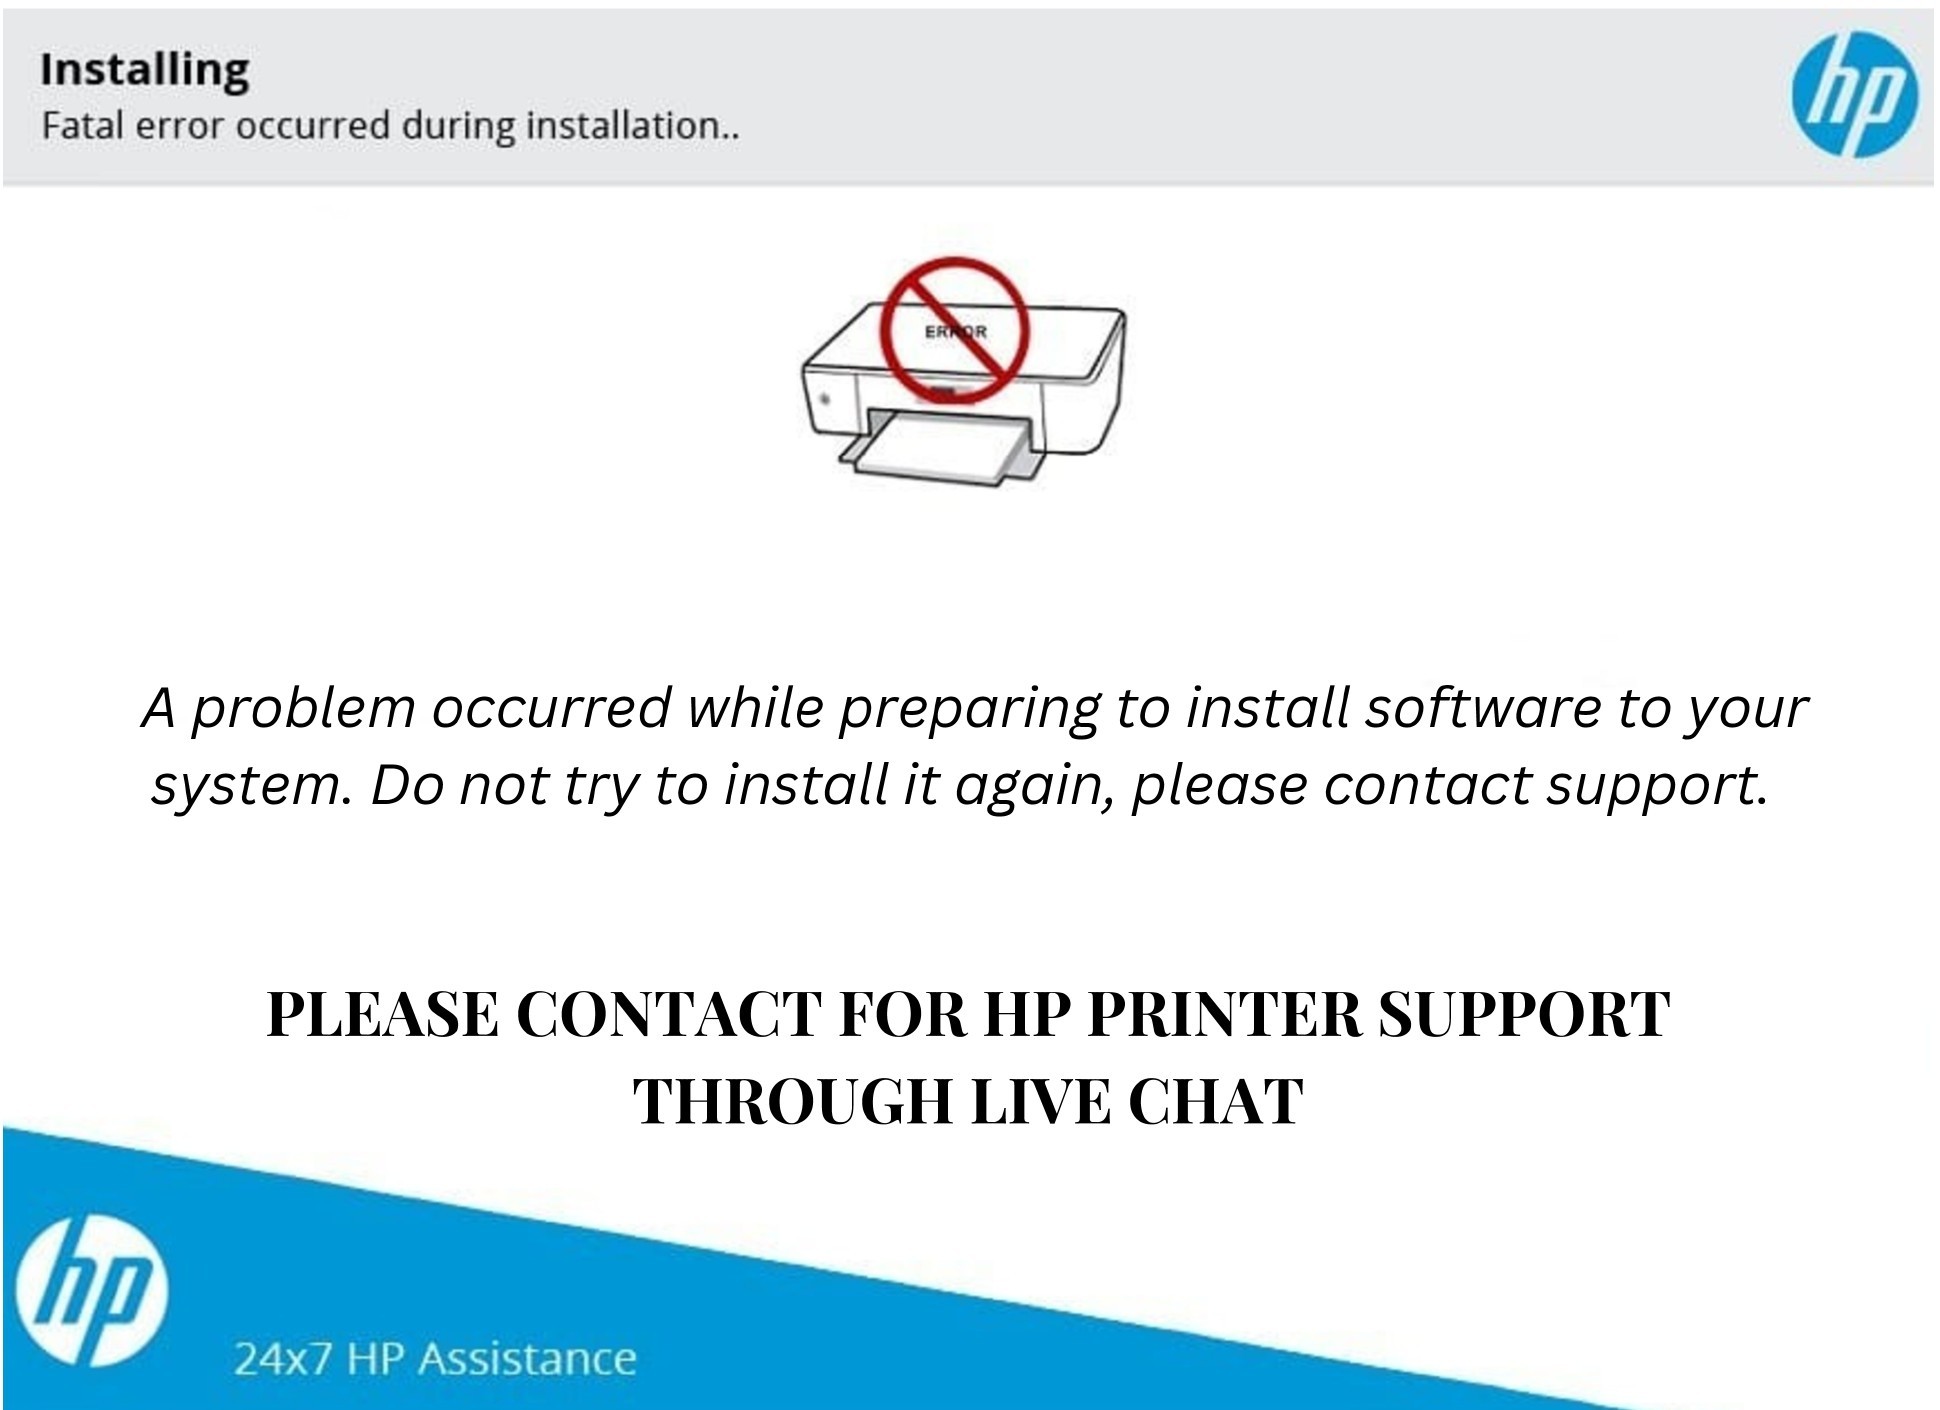 Installing
Fatal error occurred during installation..
hp
ERROR
A problem occurred while preparing to install software to your
system. Do not try to install it again, please contact support.
PLEASE CONTACT FOR HP PRINTER SUPPORT
THROUGH LIVE CHAT
hp
24x7 HP Assistance